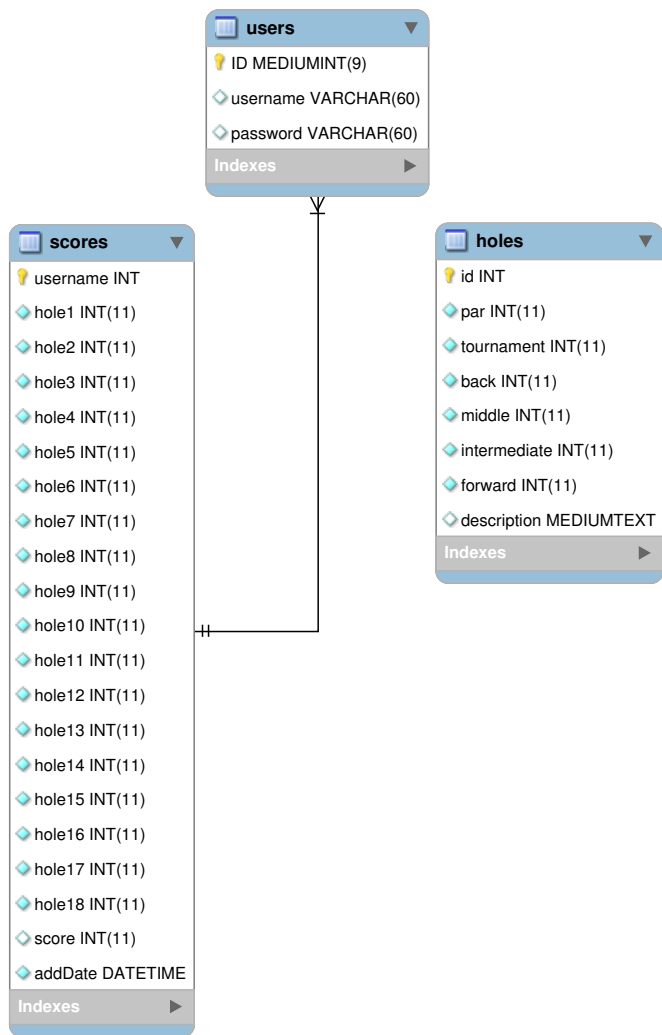 users
ID MEDIUMINT(9)
username VARCHAR(60)
password VARCHAR(60)
Indexes
scores
username INT
hole1 INT(11)
hole2 INT(11)
hole3 INT(11)
hole4 INT(11)
hole5 INT(11)
hole6 INT(11)
hole7 INT(11)
hole8 INT(11)
hole9 INT(11)
hole10 INT(11)
hole11 INT(11)
hole12 INT(11)
hole13 INT(11)
hole14 INT(11)
hole15 INT(11)
hole16 INT(11)
hole17 INT(11)
hole18 INT(11)
score INT(11)
addDate DATETIME
Indexes
holes
id INT
par INT(11)
tournament INT(11)
back INT(11)
middle INT(11)
intermediate INT(11)
forward INT(11)
description MEDIUMTEXT
Indexes